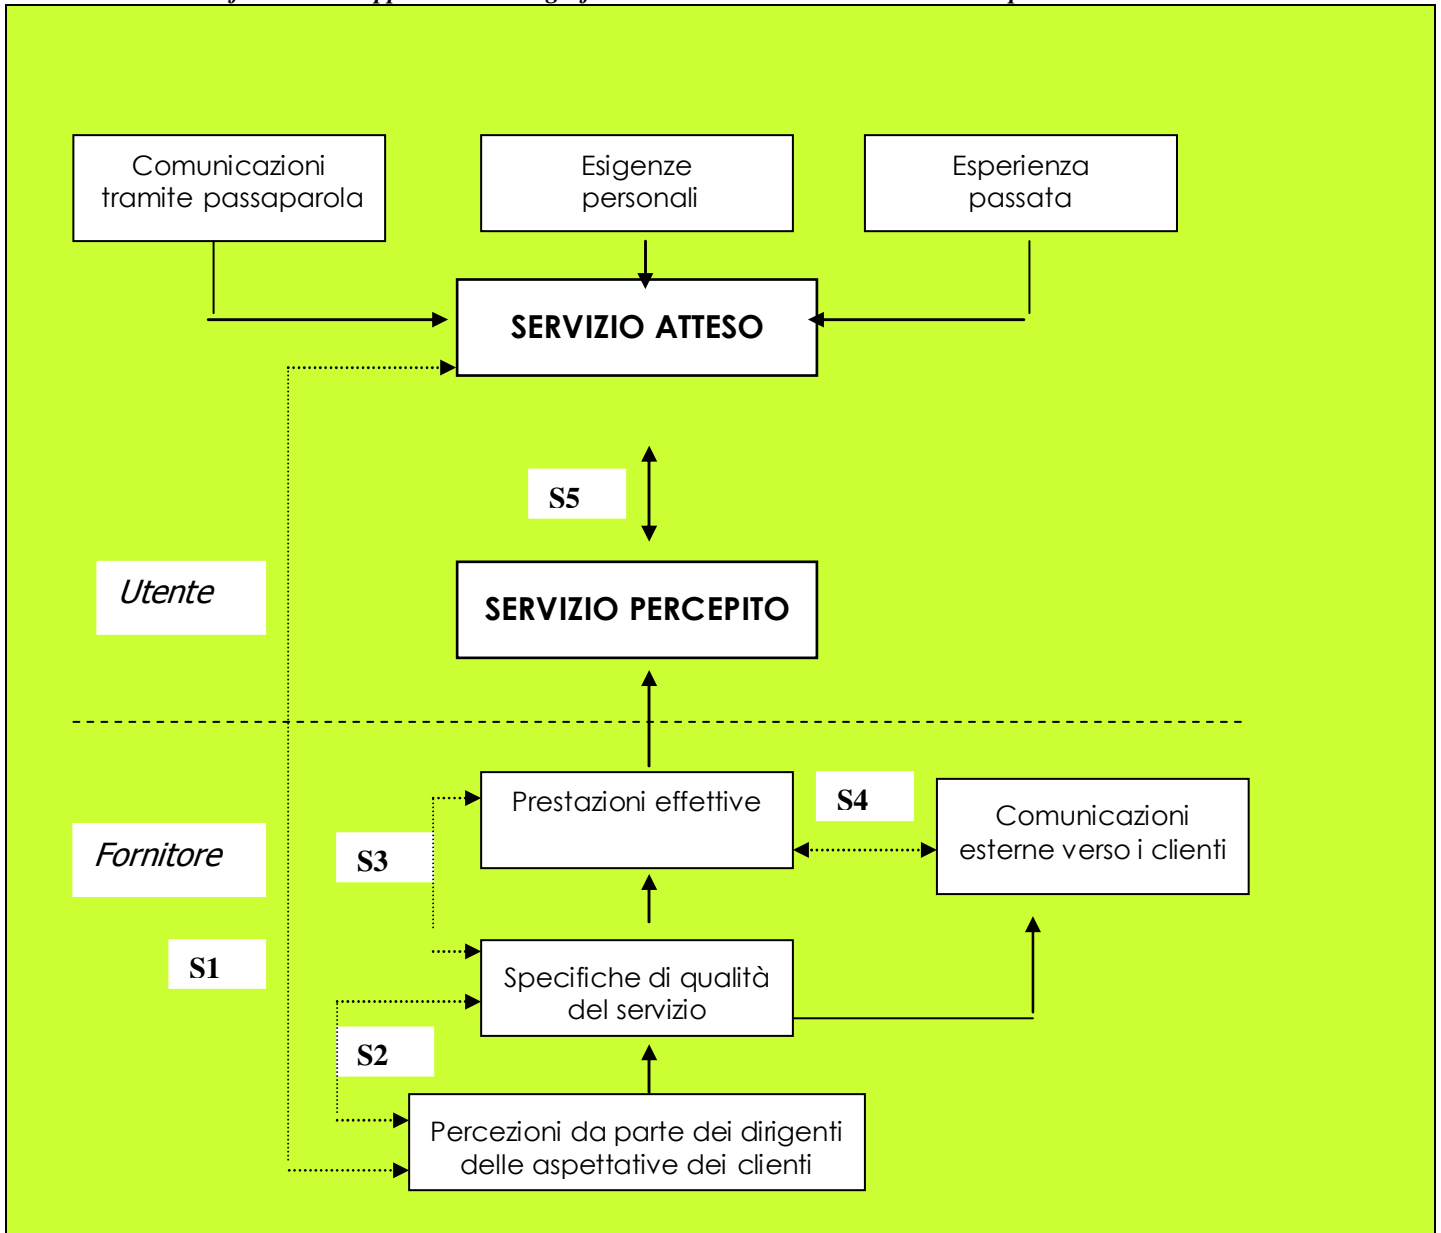 Comunicazioni
tramite passaparola
Esigenze
personali
Esperienza
passata
SERVIZIO ATTESO
S5
Utente
SERVIZIO PERCEPITO
Prestazioni effettive
S4
Comunicazioni
esterne verso i clienti
Fornitore
S3
S1
Specifiche di qualità
del servizio
S2
Percezioni da parte dei dirigenti
delle aspettative dei clienti